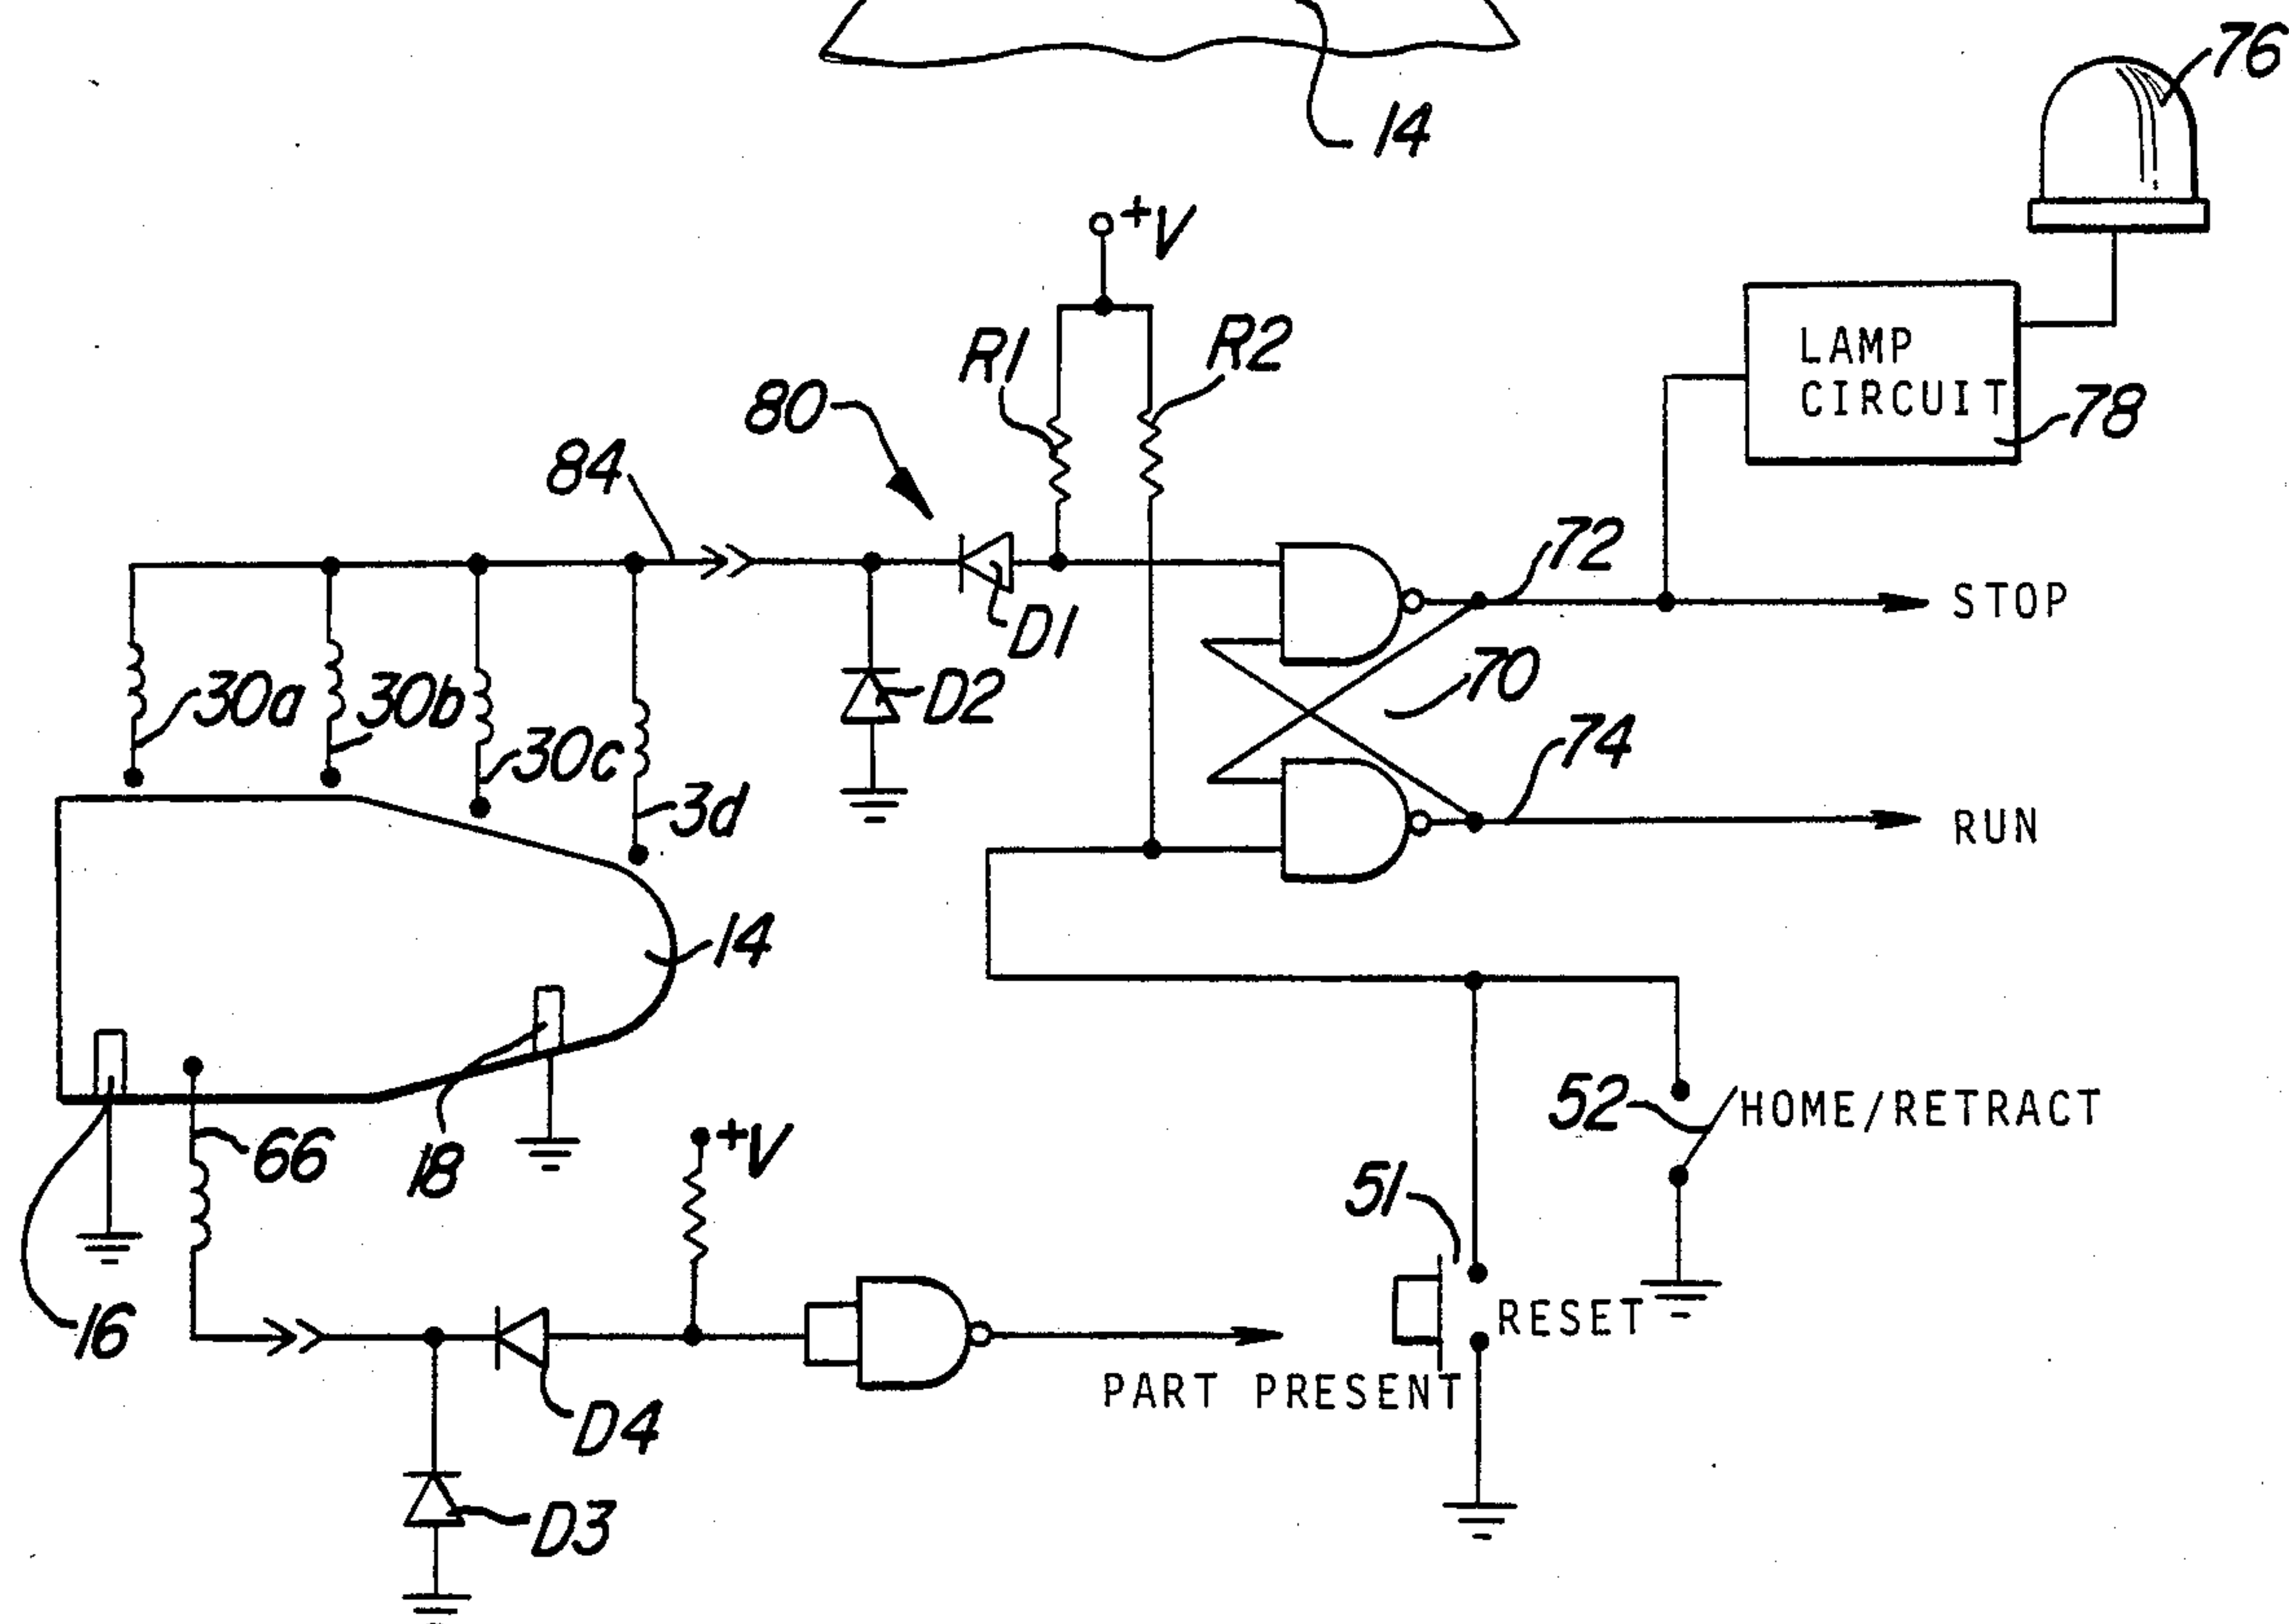 76
14
+V
R1
R2
80
LAMP
CIRCUIT
78
84
72
STOP
D1
30a
30b
D2
70
30c
74
3d
RUN
14
52
HOME/RETRACT
66
18
+V
51
16
RESET
PART PRESENT
D4
D3